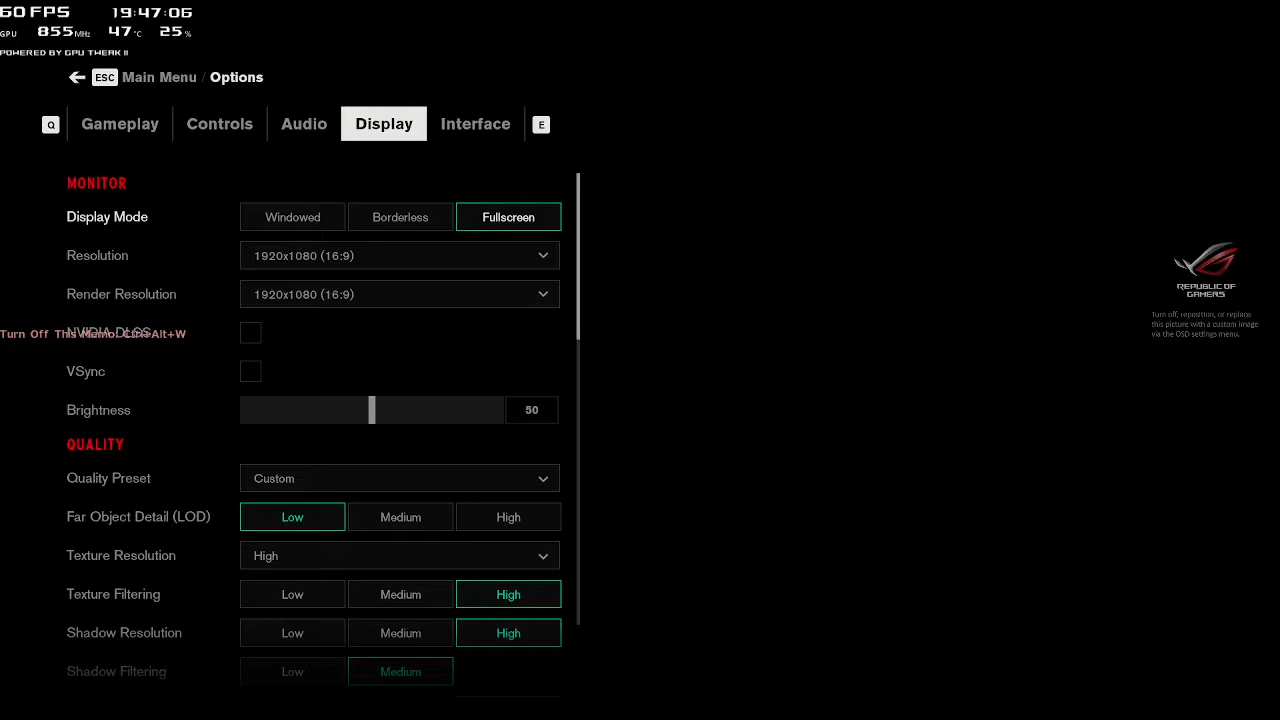 60 FPS 19:47:06
GPU 855 MHz 47 °C 25 %
POWERED BY GPU TWEAK II
ESC Main Menu / Options
Q Gameplay Controls Audio Display Interface E
MONITOR
Display Mode Windowed Borderless Fullscreen
Resolution 1920x1080 (16:9)
Render Resolution 1920x1080 (16:9)
NVIDIA DLSS
Turn Off This Memo: Ctrl+Alt+W
VSync
Brightness 50
QUALITY
Quality Preset Custom
Far Object Detail (LOD) Low Medium High
Texture Resolution High
Texture Filtering Low Medium High
Shadow Resolution Low Medium High
Shadow Filtering Low Medium
REPUBLIC OF
GAMERS
Turn off, reposition, or replace
this picture with a custom image
via the OSD settings menu.